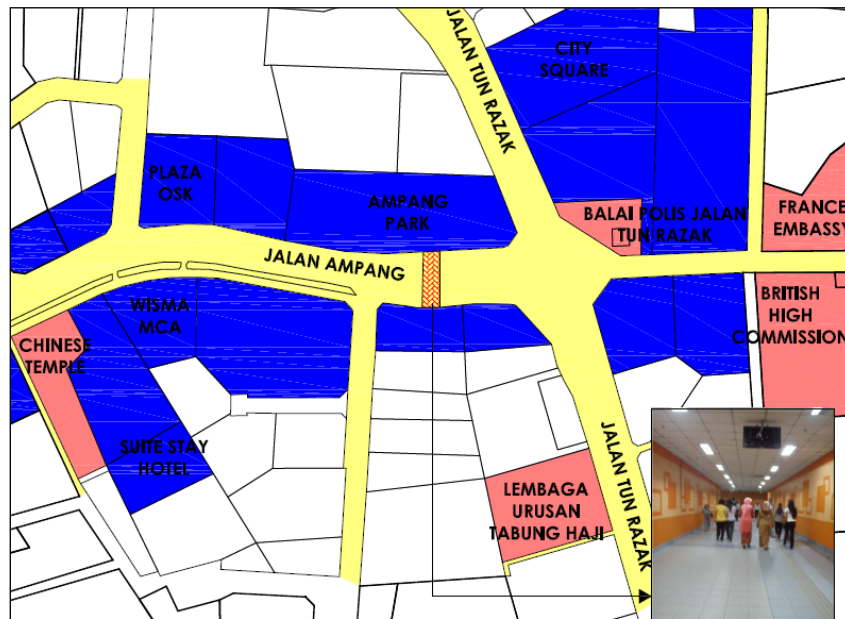 JALAN TUN RAZAK
CITY
SQUARE
PLAZA
OSK
AMPANG
PARK
BALAI POLIS JALAN
TUN RAZAK
FRANCE
EMBASSY
JALAN AMPANG
WISMA
MCA
BRITISH
HIGH
COMMISSION
CHINESE
TEMPLE
SUITE STAY
HOTEL
JALAN TUN RAZAK
LEMBAGA
URUSAN
TABUNG HAJI